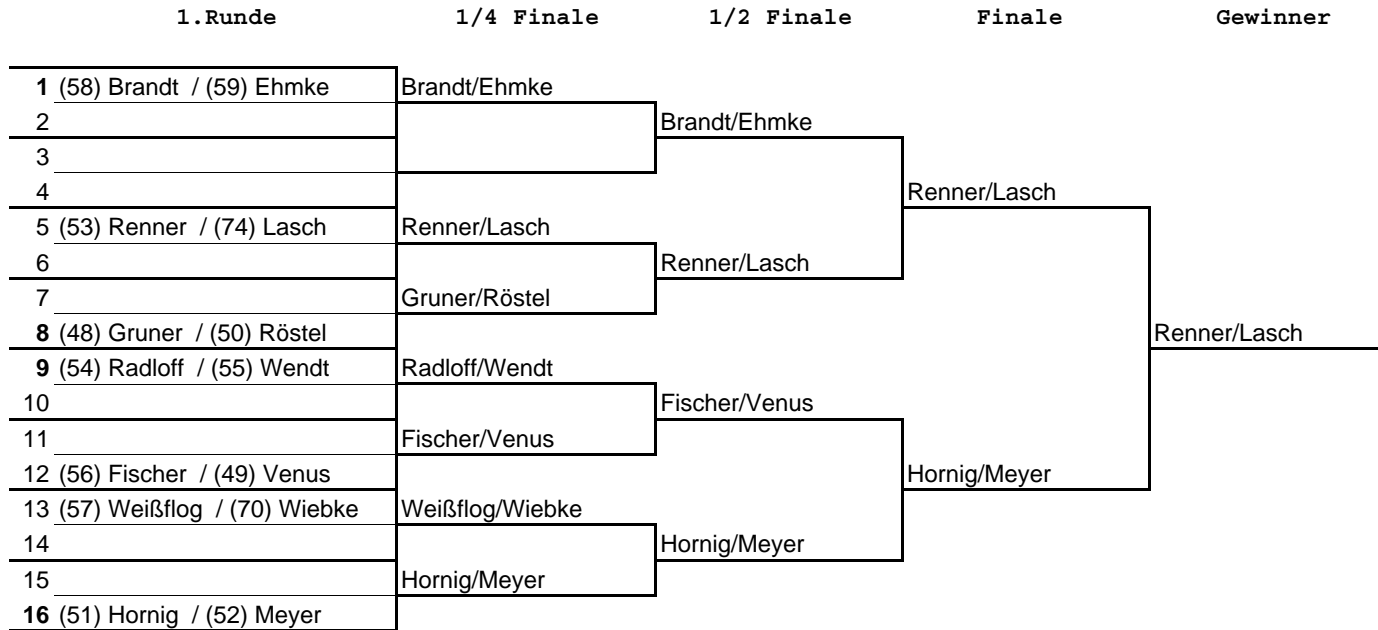 1.Runde 1/4 Finale 1/2 Finale Finale Gewinner
1 (58) Brandt / (59) Ehmke Brandt/Ehmke
2 Brandt/Ehmke
3
4 Renner/Lasch
5 (53) Renner / (74) Lasch Renner/Lasch
6 Renner/Lasch
7 Gruner/Röstel
8 (48) Gruner / (50) Röstel Renner/Lasch
9 (54) Radloff / (55) Wendt Radloff/Wendt
10 Fischer/Venus
11 Fischer/Venus
12 (56) Fischer / (49) Venus Hornig/Meyer
13 (57) Weißflog / (70) Wiebke Weißflog/Wiebke
14 Hornig/Meyer
15 Hornig/Meyer
16 (51) Hornig / (52) Meyer